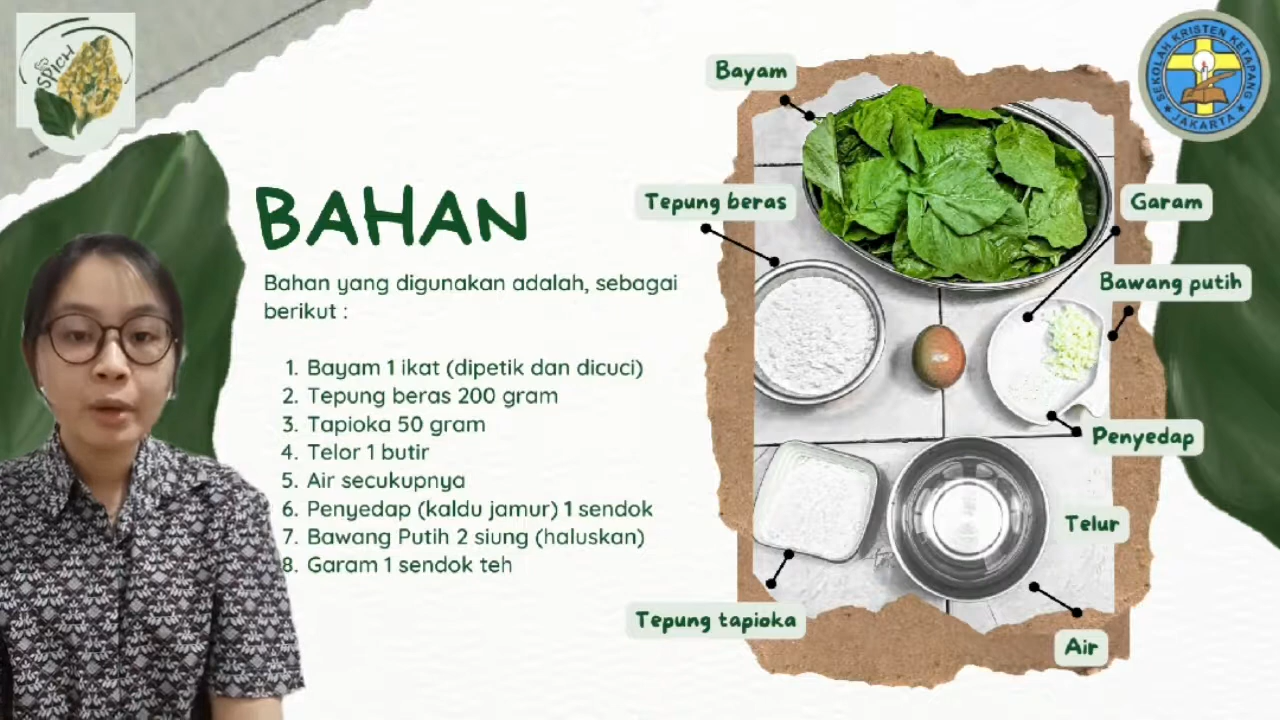 SPICH
SEKOLAH KRISTEN KETAPANG
JAKARTA
BAHAN
Bahan yang digunakan adalah, sebagai
berikut :
1. Bayam 1 ikat (dipetik dan dicuci)
2. Tepung beras 200 gram
3. Tapioka 50 gram
4. Telor 1 butir
5. Air secukupnya
6. Penyedap (kaldu jamur) 1 sendok
7. Bawang Putih 2 siung (haluskan)
8. Garam 1 sendok teh
Bayam
Tepung beras
Garam
Bawang putih
Penyedap
Telur
Tepung tapioka
Air